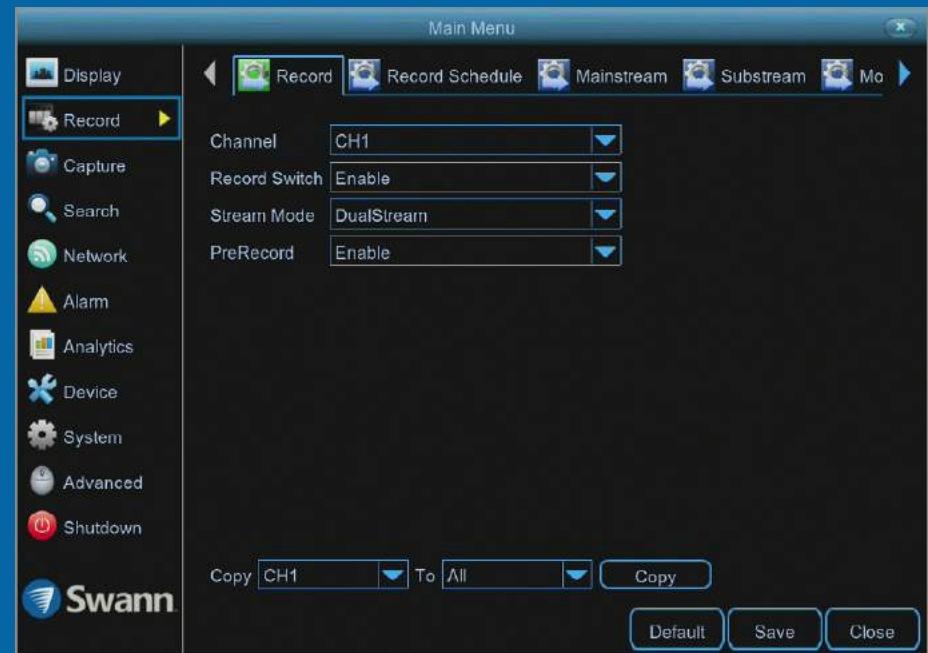 Main Menu
Display
Record
Capture
Search
Network
Alarm
Analytics
Device
System
Advanced
Shutdown
Swann
Record Record Schedule Mainstream Substream Mo
Channel CH1
Record Switch Enable
Stream Mode DualStream
PreRecord Enable
Copy CH1 To All Copy
Default Save Close